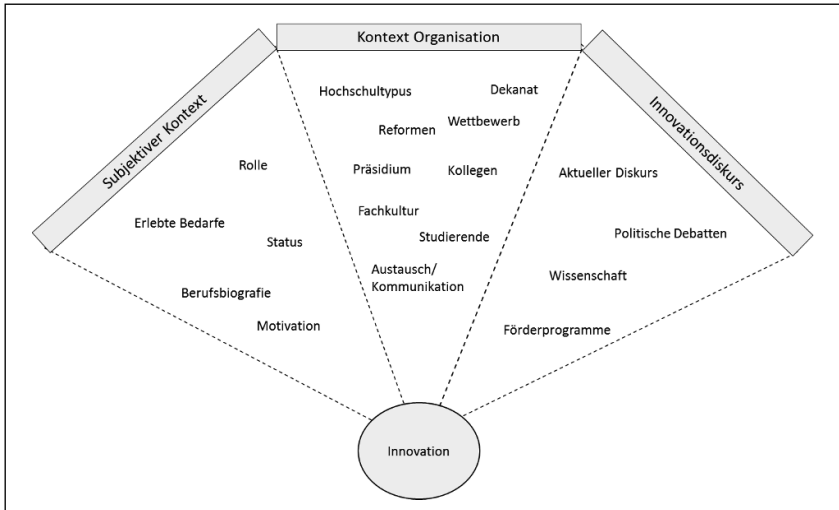 Kontext Organisation
Subjektiver Kontext
Innovationsdiskurs
Rolle
Erlebte Bedarfe
Status
Berufsbiografie
Motivation
Hochschultypus
Dekanat
Reformen
Wettbewerb
Präsidium
Kollegen
Fachkultur
Studierende
Austausch/
Kommunikation
Aktueller Diskurs
Politische Debatten
Wissenschaft
Förderprogramme
Innovation